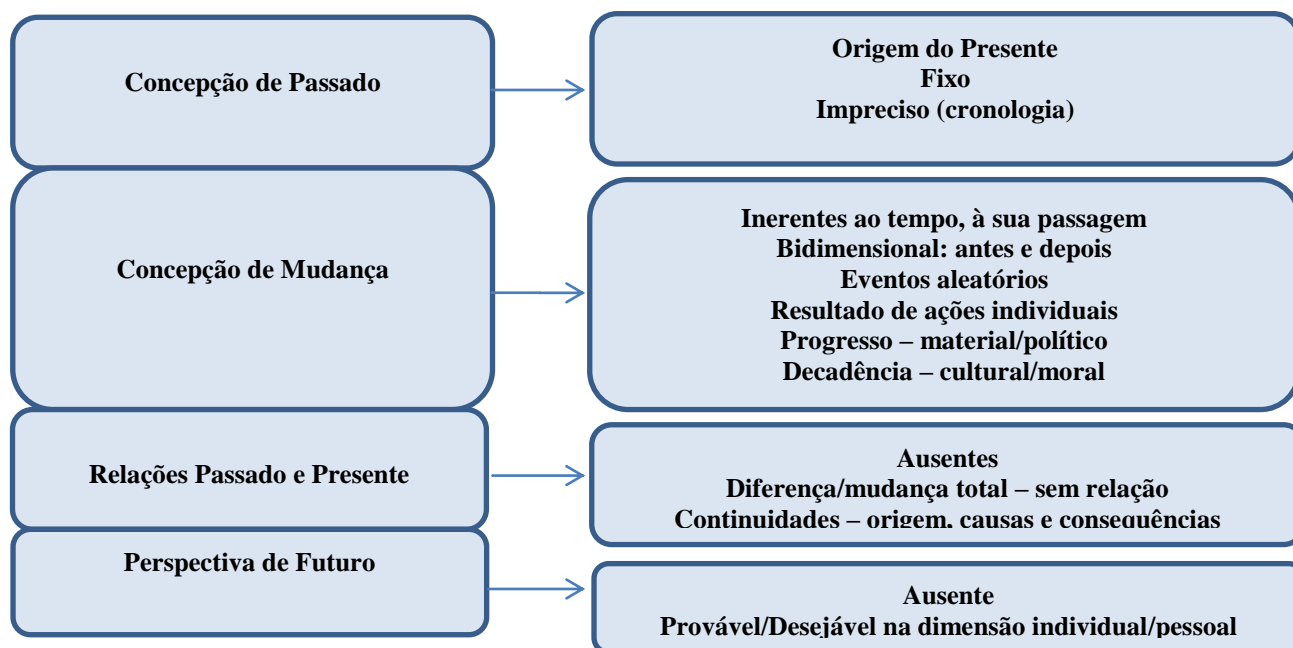 Concepção de Passado
Origem do Presente
Fixo
Impreciso (cronologia)
Concepção de Mudança
Inerentes ao tempo, à sua passagem
Bidimensional: antes e depois
Eventos aleatórios
Resultado de ações individuais
Progresso – material/político
Decadência – cultural/moral
Relações Passado e Presente
Ausentes
Diferença/mudança total – sem relação
Continuidades – origem, causas e consequências
Perspectiva de Futuro
Ausente
Provável/Desejável na dimensão individual/pessoal